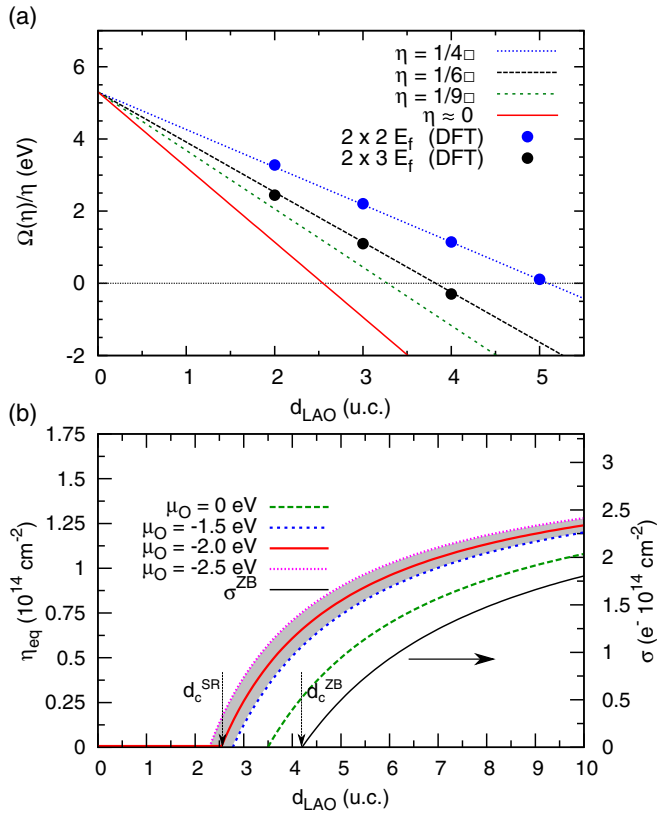 (a)
Ω(η)/η (eV)
6
4
2
0
-2
η = 1/4□
η = 1/6□
η = 1/9□
η ≈ 0
2 x 2 E_f (DFT)
2 x 3 E_f (DFT)
0 1 2 3 4 5
d_LAO (u.c.)
(b)
η_eq (10^14 cm^-2)
1.75
1.5
1.25
1
0.75
0.5
0.25
0
μ_O = 0 eV
μ_O = -1.5 eV
μ_O = -2.0 eV
μ_O = -2.5 eV
σ^ZB
d_c^SR
d_c^ZB
3
2.5
2
1.5
1
0.5
0
σ (e^- 10^14 cm^-2)
0 1 2 3 4 5 6 7 8 9 10
d_LAO (u.c.)